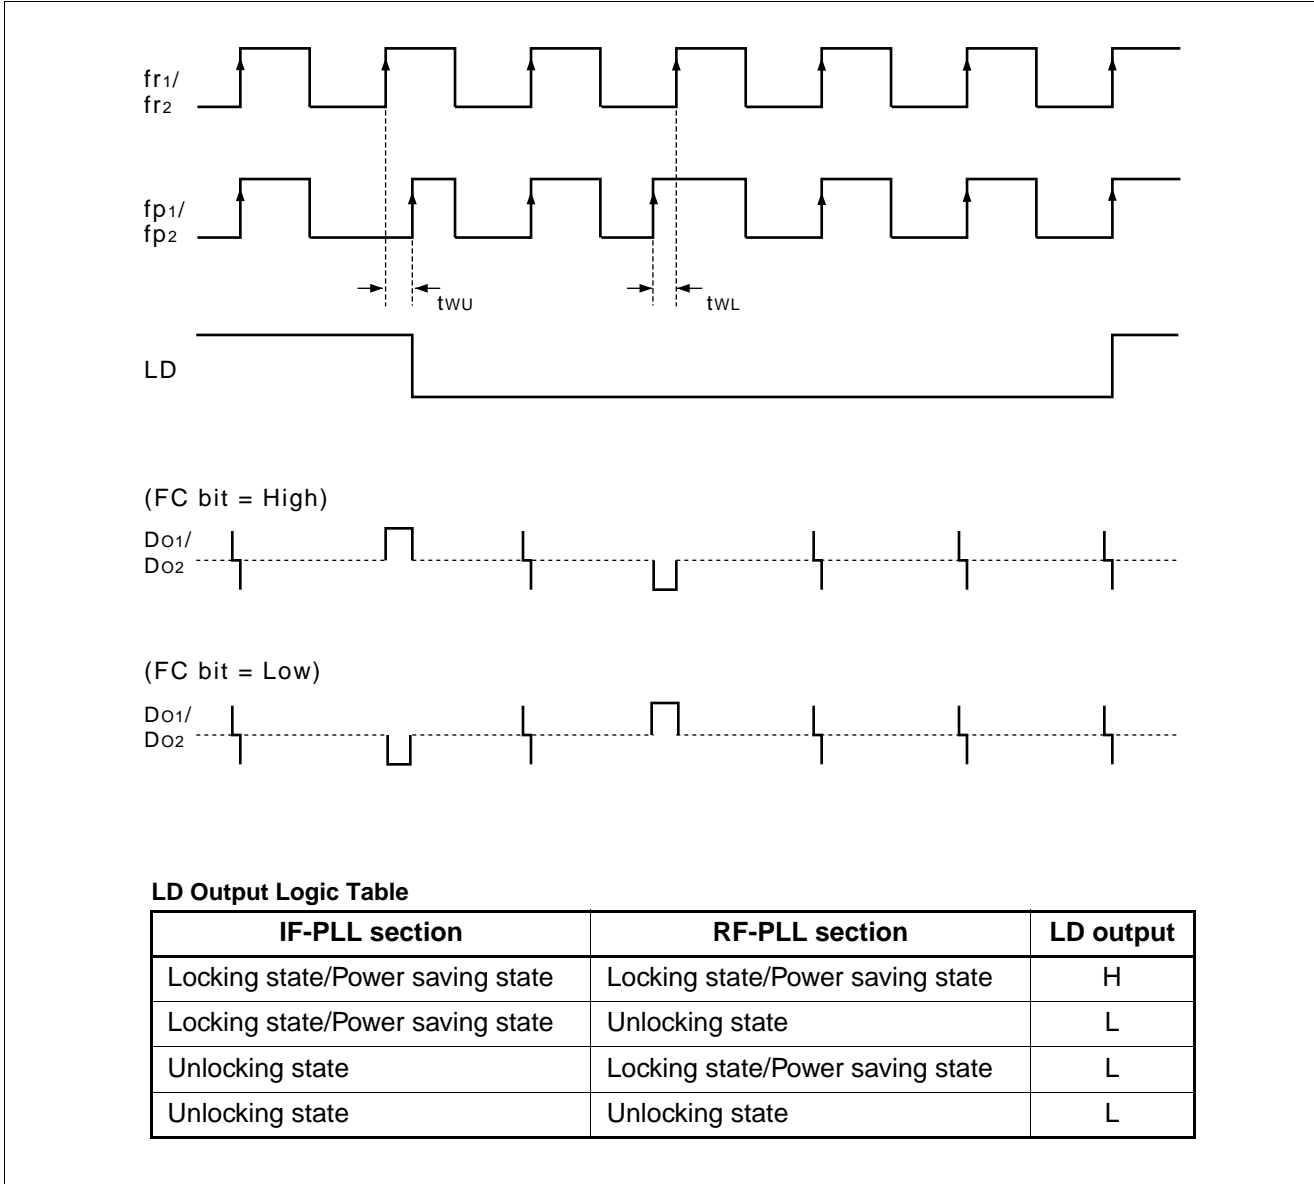 fr1/
fr2
fp1/
fp2
tWU
tWL
LD
(FC bit = High)
DO1/
DO2
(FC bit = Low)
DO1/
DO2
LD Output Logic Table
IF-PLL section RF-PLL section LD output
Locking state/Power saving state Locking state/Power saving state H
Locking state/Power saving state Unlocking state L
Unlocking state Locking state/Power saving state L
Unlocking state Unlocking state L